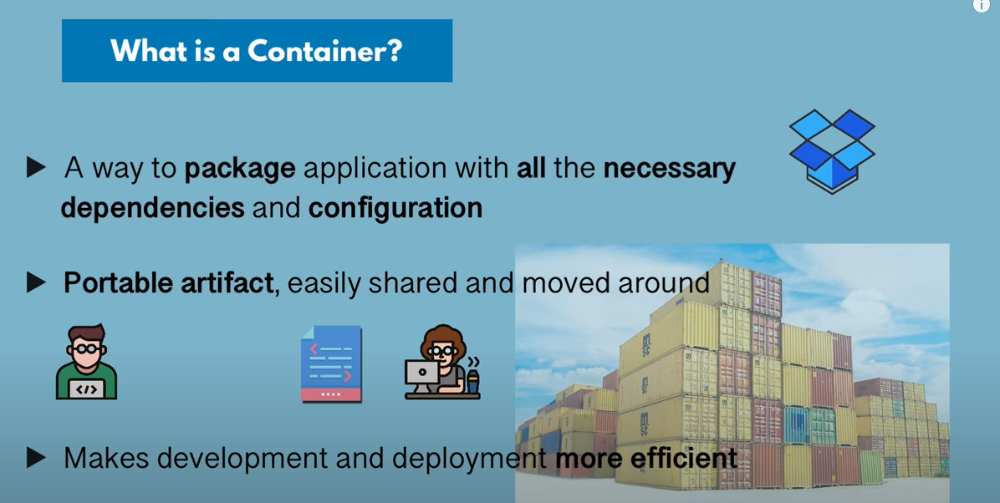 What is a Container?
A way to package application with all the necessary
dependencies and configuration
Portable artifact, easily shared and moved around
</>
Makes development and deployment more efficient